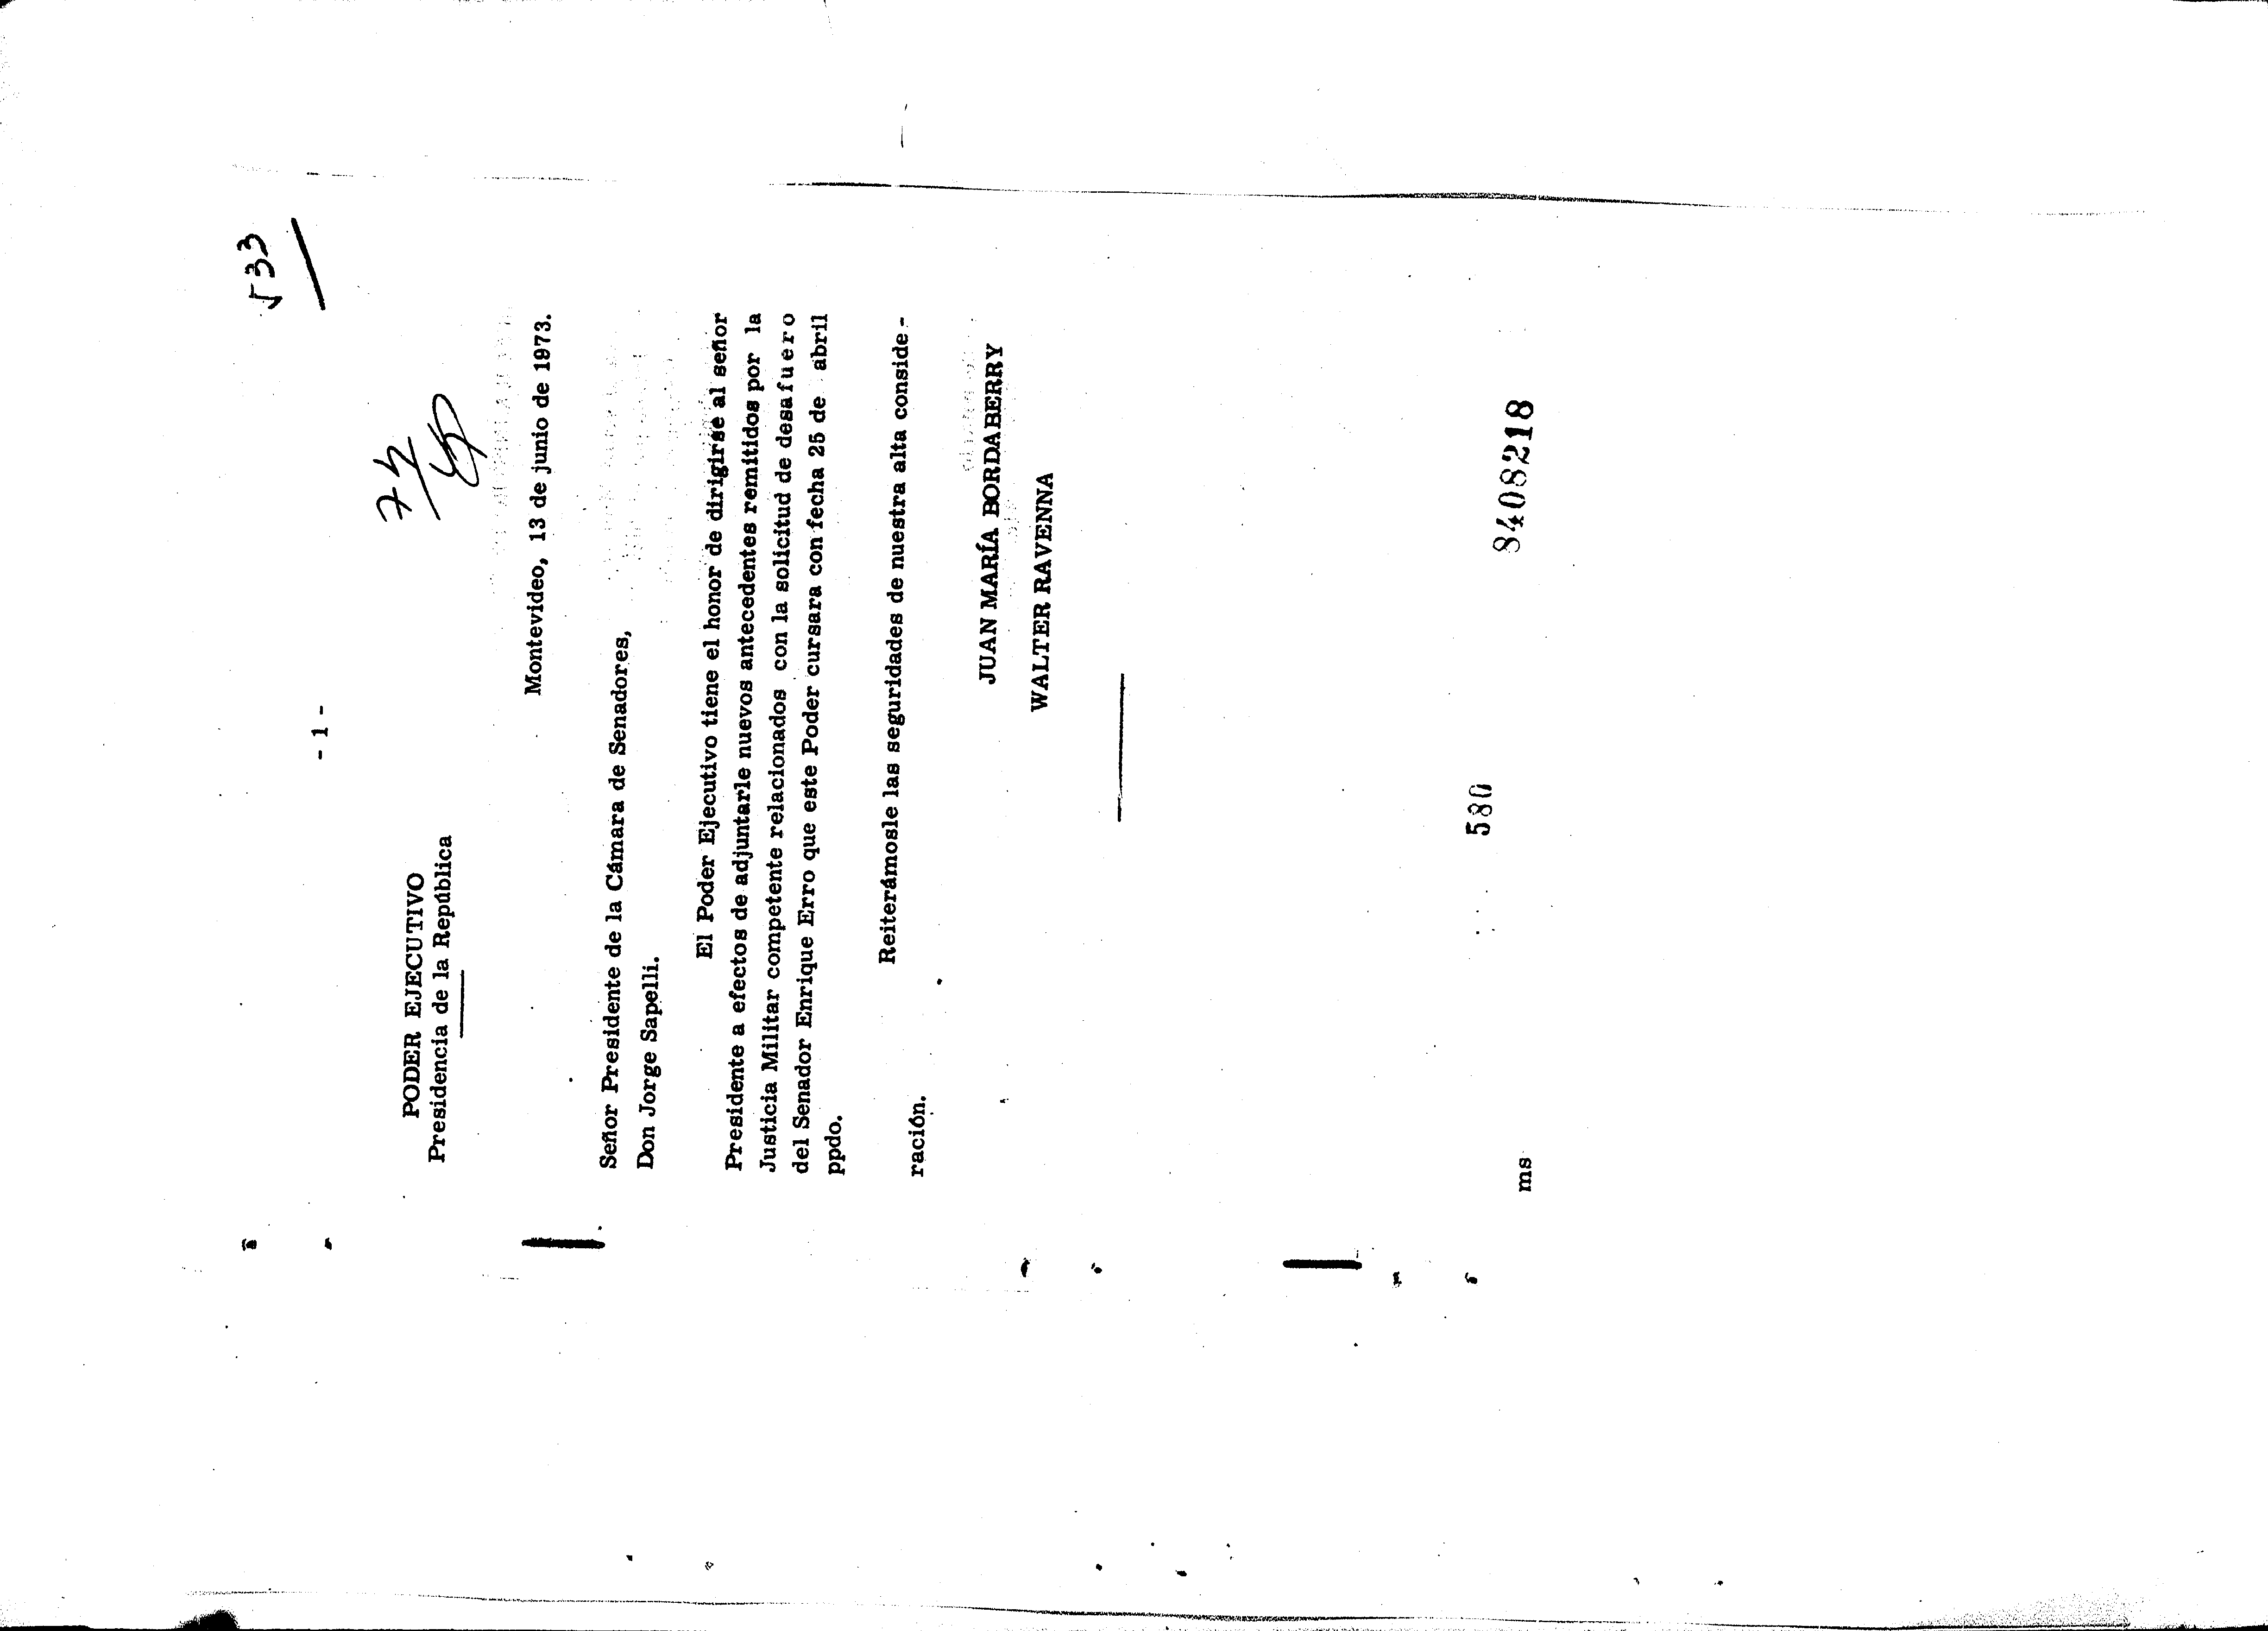 533
- 1 -
PODER EJECUTIVO
Presidencia de la República
Montevideo, 13 de junio de 1973.
Señor Presidente de la Cámara de Senadores,
Don Jorge Sapelli.
El Poder Ejecutivo tiene el honor de dirigirse al señor
Presidente a efectos de adjuntarle nuevos antecedentes remitidos por la
Justicia Militar competente relacionados con la solicitud de desafuero
del Senador Enrique Erro que este Poder cursara con fecha 25 de abril
ppdo.
Reiterámosle las seguridades de nuestra alta conside-
ración.
JUAN MARÍA BORDABERRY
WALTER RAVENNA
580
ms
8408218